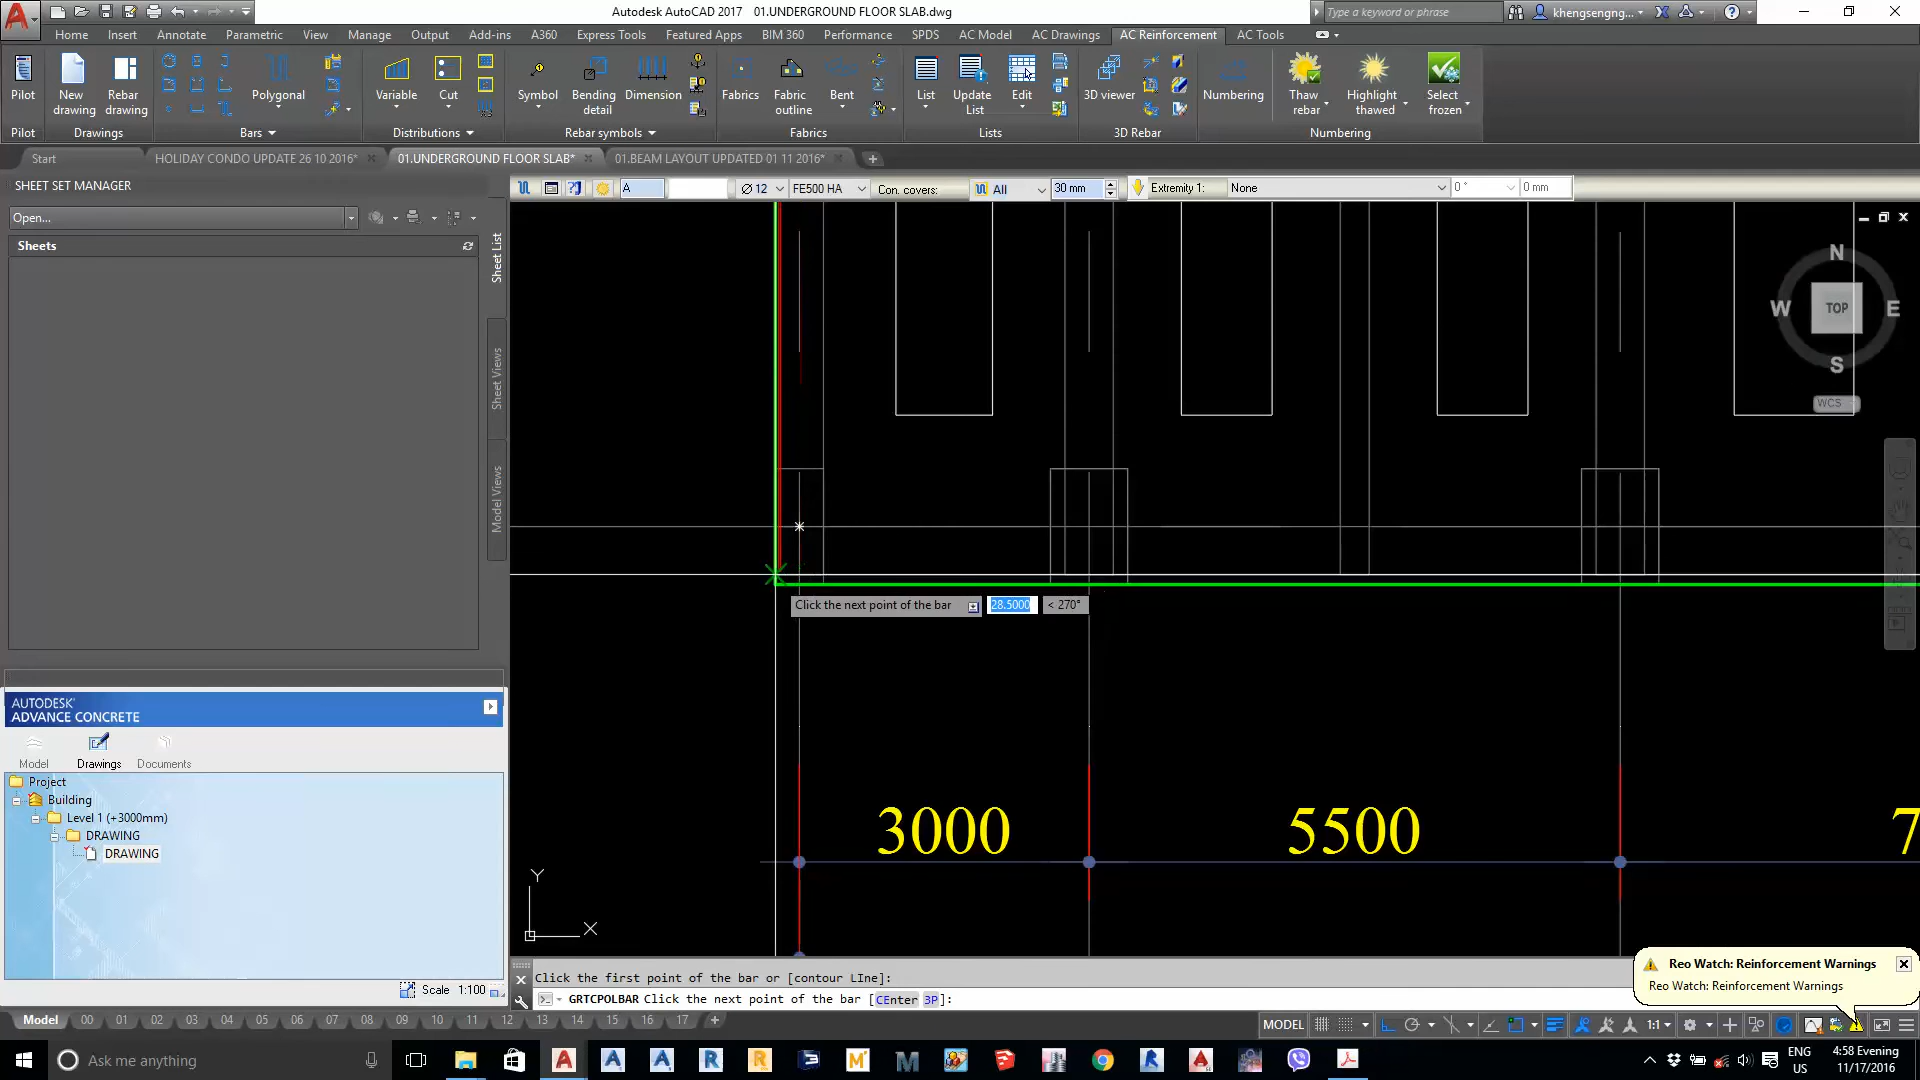 Autodesk AutoCAD 2017 01.UNDERGROUND FLOOR SLAB.dwg
Type a keyword or phrase
khengsengng...
Home Insert Annotate Parametric View Manage Output Add-ins A360 Express Tools Featured Apps BIM 360 Performance SPDS AC Model AC Drawings AC Reinforcement AC Tools
Pilot New drawing Rebar drawing Polygonal Variable Cut Symbol Bending detail Dimension Fabrics Fabric outline Bent List Update List Edit 3D viewer Numbering Thaw rebar Highlight thawed Select frozen
Pilot Drawings Bars Distributions Rebar symbols Fabrics Lists 3D Rebar Numbering
Start HOLIDAY CONDO UPDATE 26 10 2016* 01.UNDERGROUND FLOOR SLAB* 01.BEAM LAYOUT UPDATED 01 11 2016*
SHEET SET MANAGER
A Ø 12 FE500 HA Con. covers: All 30 mm Extremity 1: None 0° 0 mm
Open...
Sheets
Sheet List
Sheet Views
Model Views
N
W TOP E
S
WCS
Click the next point of the bar 28.5000 < 270°
AUTODESK®
ADVANCE CONCRETE
Model Drawings Documents
Project
Building
Level 1 (+3000mm)
DRAWING
DRAWING
Scale 1:100
3000 5500 7
Y
X
Reo Watch: Reinforcement Warnings
Reo Watch: Reinforcement Warnings
Click the first point of the bar or [contour LIne]:
GRTCPOLBAR Click the next point of the bar [CEnter 3P]:
Model 00 01 02 03 04 05 06 07 08 09 10 11 12 13 14 15 16 17
MODEL 1:1
Ask me anything
ENG
US
4:58 Evening
11/17/2016